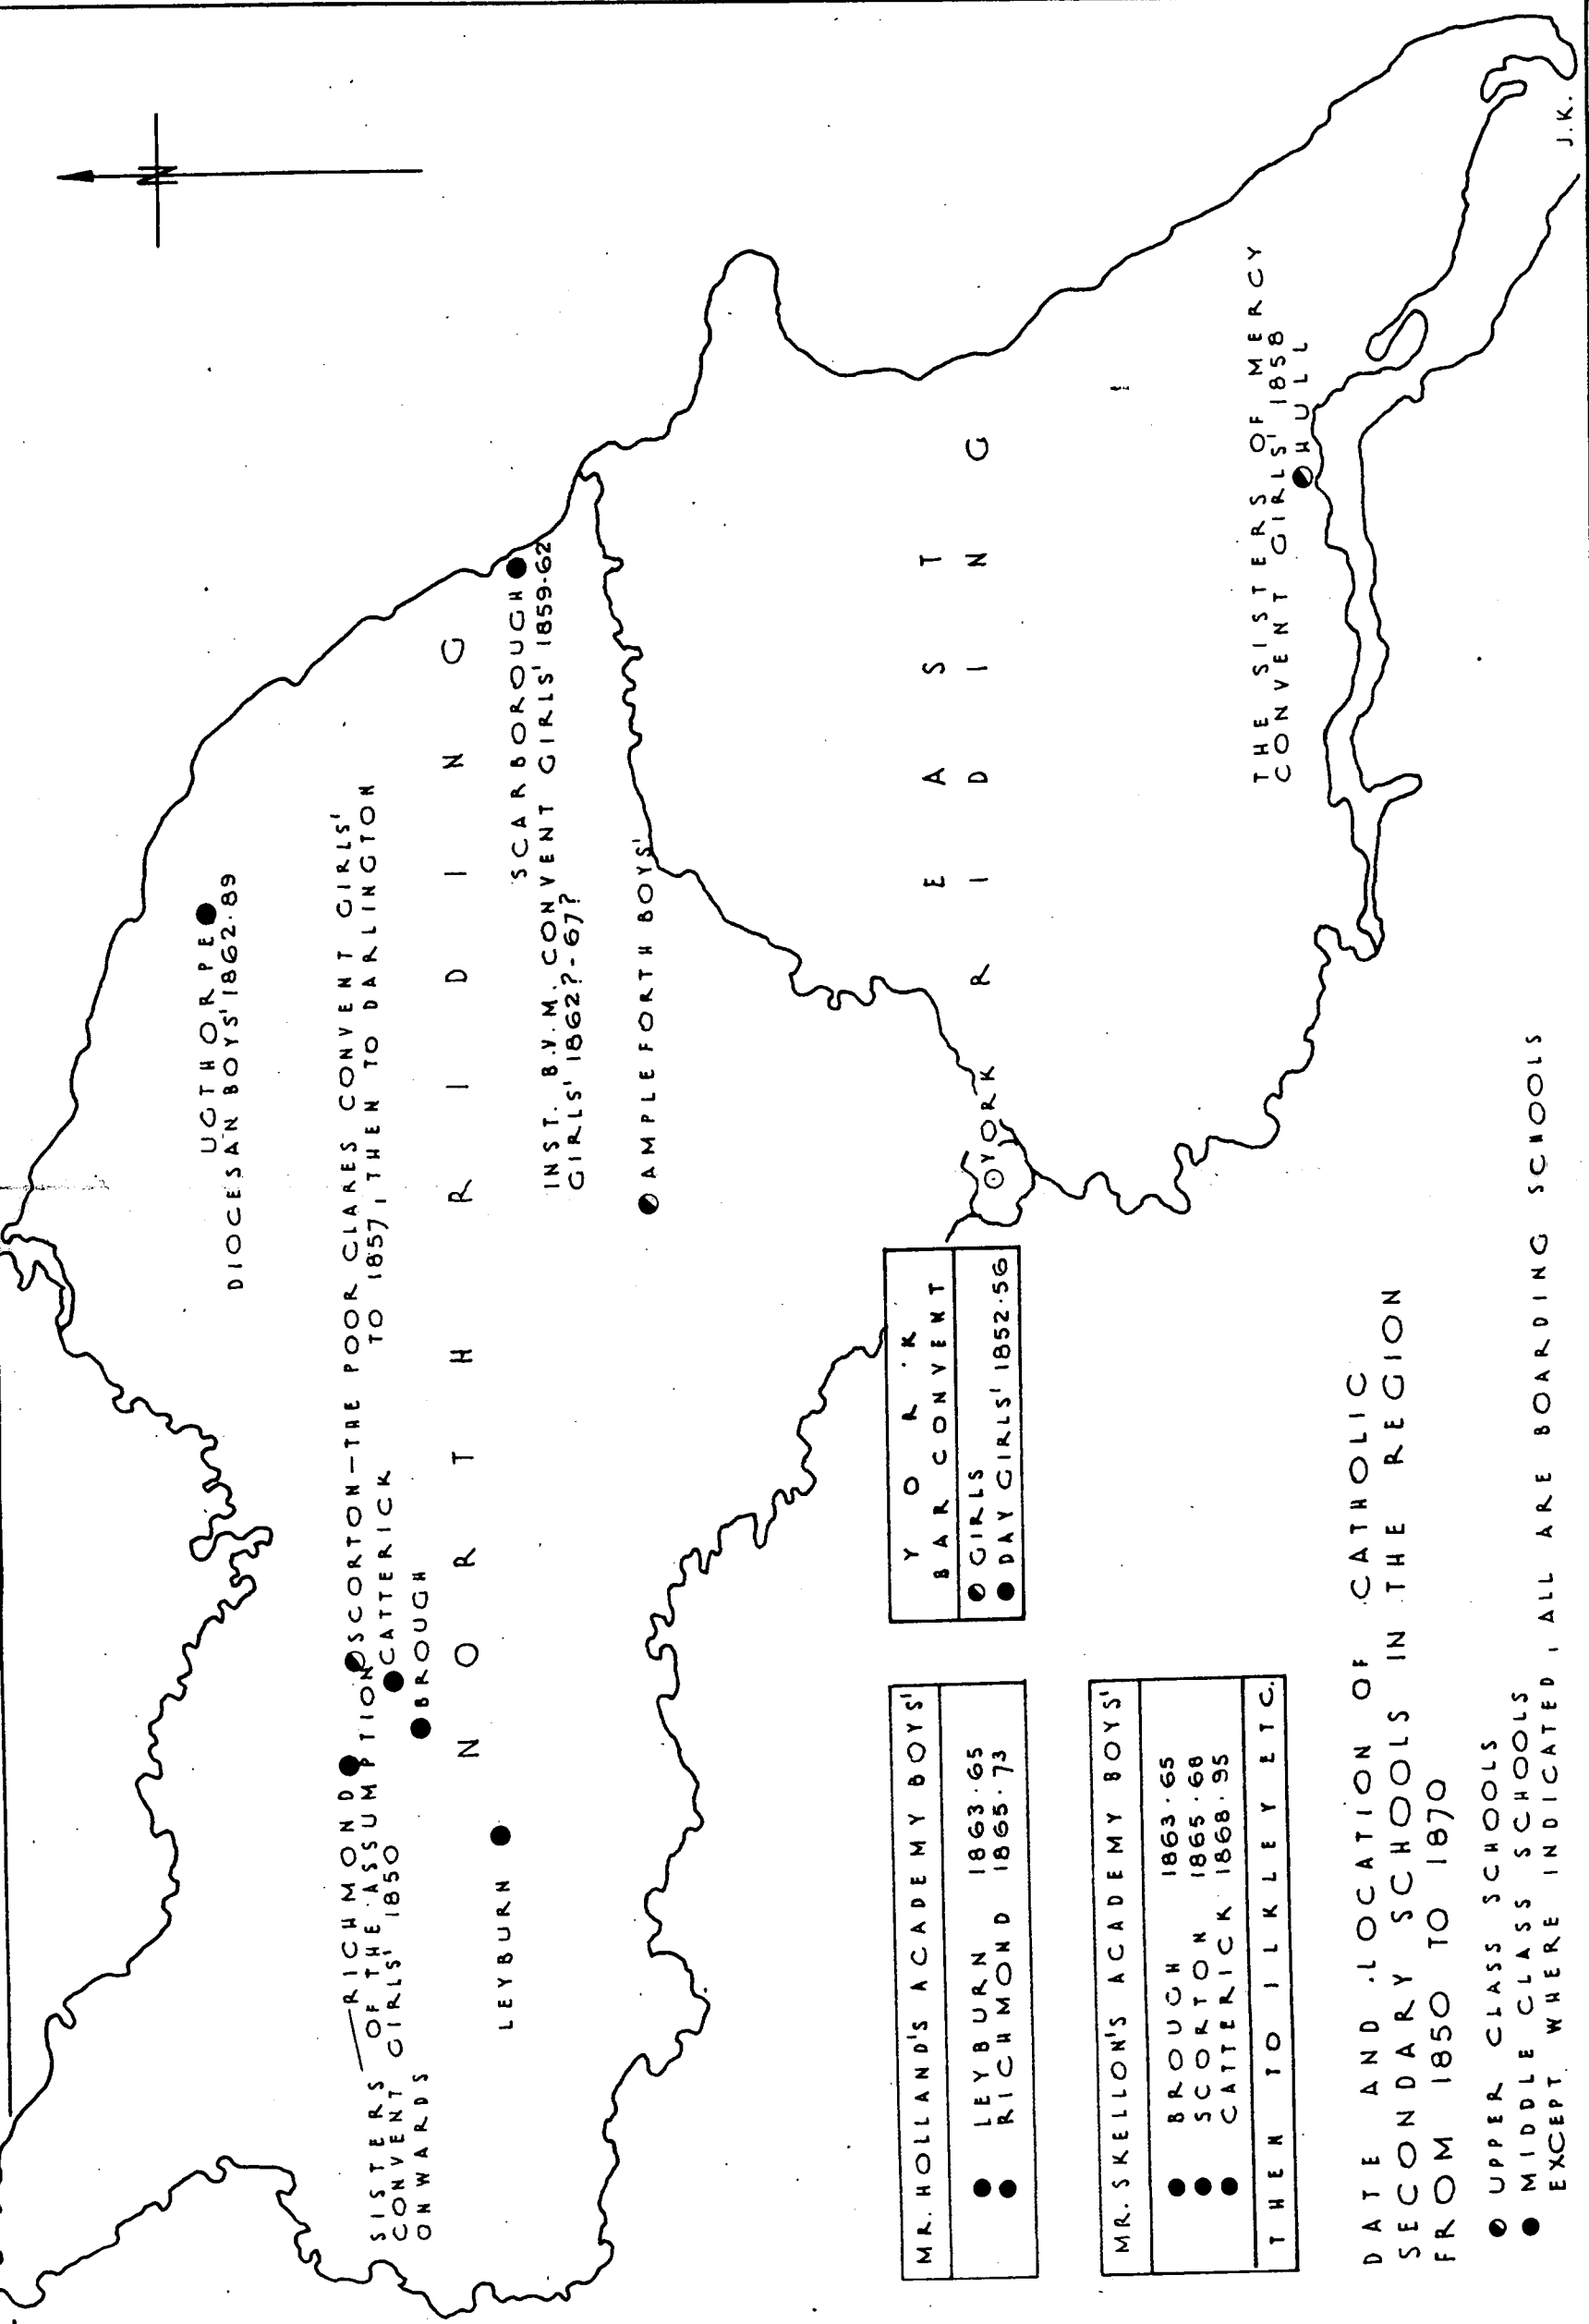 UGTHORPE
DIOCESAN BOYS' 1862-89
RICHMOND
SISTERS OF THE ASSUMPTION
CONVENT GIRLS' 1850
ONWARDS
SCORTON - THE POOR CLARES CONVENT GIRLS'
TO 1857, THEN TO DARLINGTON
CATTERICK
BROUGH
LEYBURN
NORTH RIDING
SCARBOROUGH
INST. B.V.M. CONVENT GIRLS' 1859-62
GIRLS' 1862?-67?
AMPLEFORTH BOYS'
EAST
RIDING
YORK
THE SISTERS OF MERCY
CONVENT GIRLS' 1858
HULL
YORK
BAR CONVENT
GIRLS
DAY GIRLS' 1852-56
MR. HOLLAND'S ACADEMY BOYS'
LEYBURN 1863-65
RICHMOND 1865-73
MR. SKELLON'S ACADEMY BOYS'
BROUGH 1863-65
SCORTON 1865-68
CATTERICK 1868-95
THEN TO ILKLEY ETC.
DATE AND LOCATION OF CATHOLIC
SECONDARY SCHOOLS IN THE REGION
FROM 1850 TO 1870
UPPER CLASS SCHOOLS
MIDDLE CLASS SCHOOLS
EXCEPT WHERE INDICATED, ALL ARE BOARDING SCHOOLS
N
J.K.